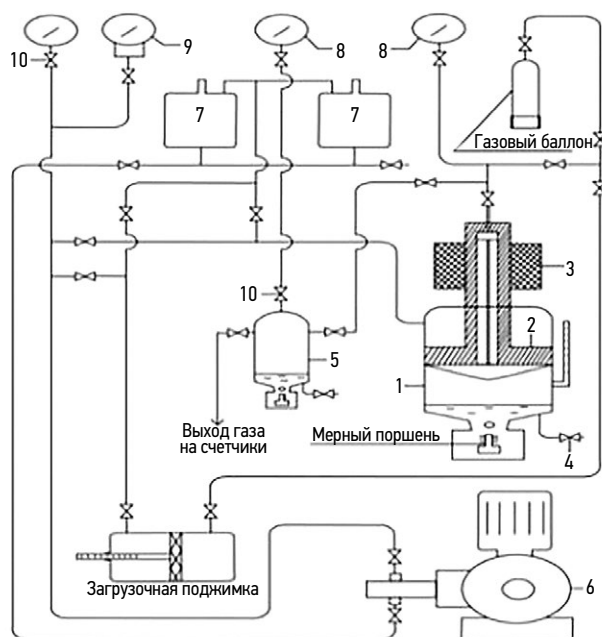 10
9
8
8
7
7
Газовый баллон
3
10
2
5
1
Выход газа
на счетчики
Мерный поршень
4
Загрузочная поджимка
6